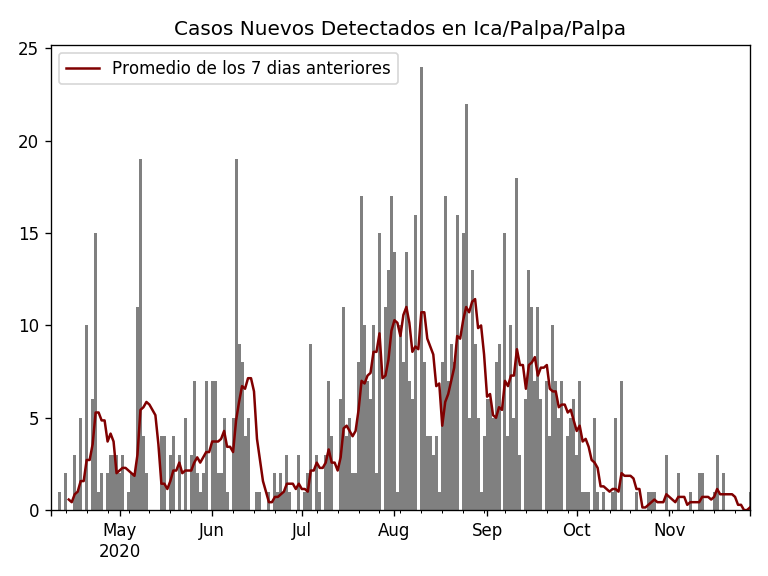 Casos Nuevos Detectados en Ica/Palpa/Palpa
Promedio de los 7 dias anteriores
25
20
15
10
5
0
May Jun Jul Aug Sep Oct Nov
2020